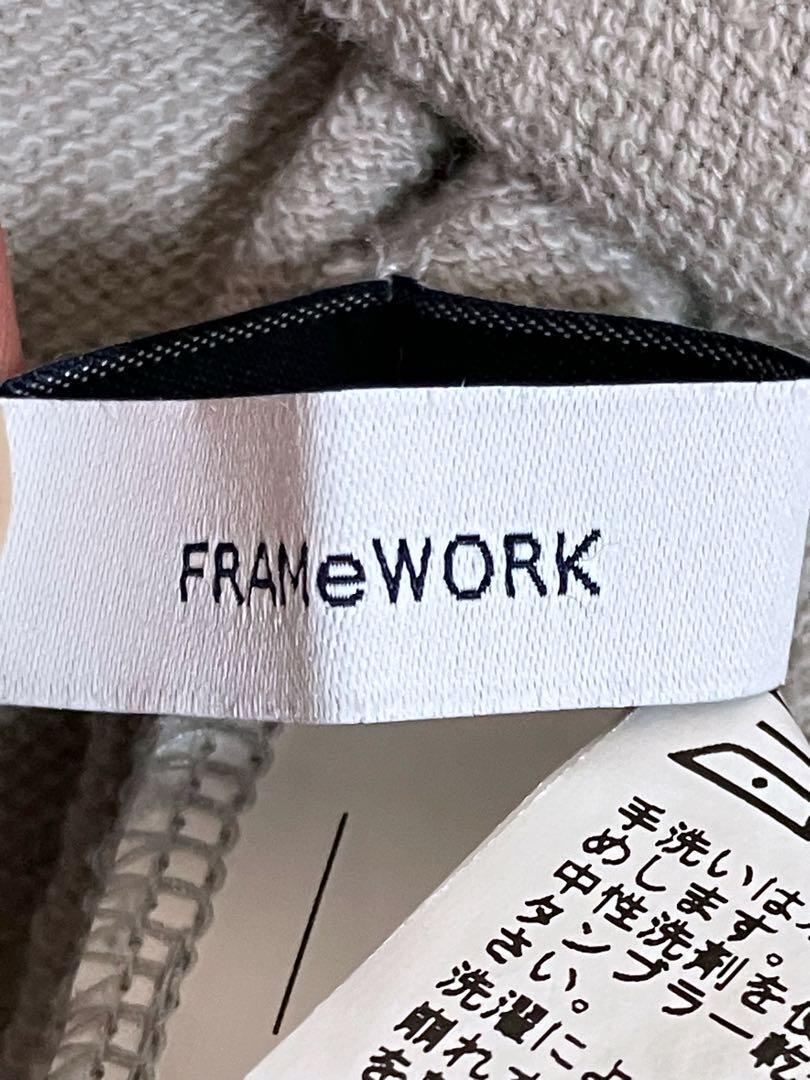 FRAMeWORK
手洗いは
めします。
中性洗剤を
タンブラー乾
さい。
洗濯によ
崩れ
を